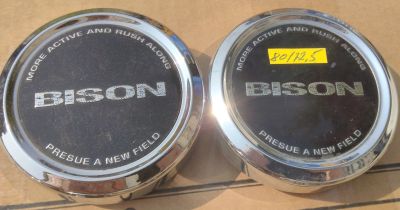 MORE ACTIVE AND RUSH ALONG
BISON
PRESUE A NEW FIELD
MORE ACTIVE AND RUSH ALONG
80/72,5
BISON
PRESUE A NEW FIELD